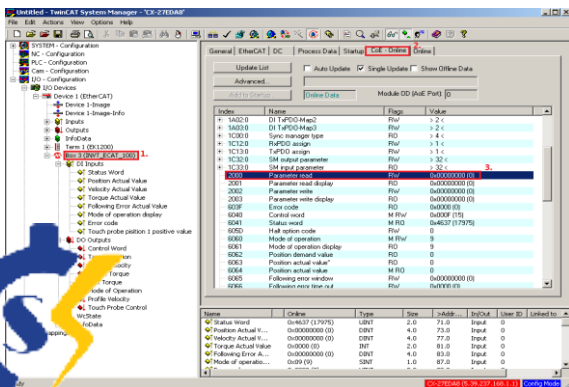 Untitled - TwinCAT System Manager - 'CX-27EDA8'
File Edit Actions View Options Help
SYSTEM - Configuration
NC - Configuration
PLC - Configuration
Cam - Configuration
I/O - Configuration
I/O Devices
Device 1 (EtherCAT)
Device 1-Image
Device 1-Image-Info
Inputs
Outputs
InfoData
Term 1 (EK1200)
Box 3 (INVT_ECAT_100) 1.
DI Inputs
Status Word
Position Actual Value
Velocity Actual Value
Torque Actual Value
Following Error Actual Value
Mode of operation display
Error code
Touch probe pisition 1 positive value
DO Outputs
Control Word
Torque
Torque
Mode of Operation
Profile Velocity
Touch Probe Control
WcState
InfoData
General EtherCAT DC Process Data Startup CoE - Online Online
Update List Auto Update Single Update Show Offline Data
Advanced...
Add to Startup... Online Data Module OD (AoE Port): 0
Index Name Flags Value
1A02:0 DI TxPDO-Map2 RW > 2 <
1A03:0 DI TxPDO-Map3 RW > 2 <
1C00:0 Sync manager type RO > 4 <
1C12:0 RxPDO assign RW > 1 <
1C13:0 TxPDO assign RW > 1 <
1C32:0 SM output parameter RO > 32 <
1C33:0 SM input parameter RO > 32 < 3.
2000 Parameter read RW 0x00000000 (0)
2001 Parameter read display RO 0x00000000 (0)
2002 Parameter write RW 0x00000000 (0)
2003 Parameter write display RO 0x00000000 (0)
603F Error code RO 0x0000 (0)
6040 Control word M RW 0x000F (15)
6041 Status word M RO 0x4637 (17975)
605D Halt option code RW 0
6060 Mode of operation M RW 9
6061 Mode of operation display RO 9
6062 Position demand value RO 0
6063 Position actual value* RO 0
6064 Position actual value M RO 0
6065 Following error window RW 0x00000000 (0)
6066 Following error time out RW 0x0000 (0)
Name Online Type Size >Addr... In/Out User ID Linked to
Status Word 0x4637 (17975) UINT 2.0 71.0 Input 0
Position Actual V... 0x00000000 (0) DINT 4.0 73.0 Input 0
Velocity Actual V... 0x00000000 (0) DINT 4.0 77.0 Input 0
Torque Actual Value 0x0000 (0) INT 2.0 81.0 Input 0
Following Error A... 0x00000000 (0) DINT 4.0 83.0 Input 0
Mode of operatio... 0x09 (9) SINT 1.0 87.0 Input 0
CX-27EDA8 (5.39.237.168.1.1) Config Mode